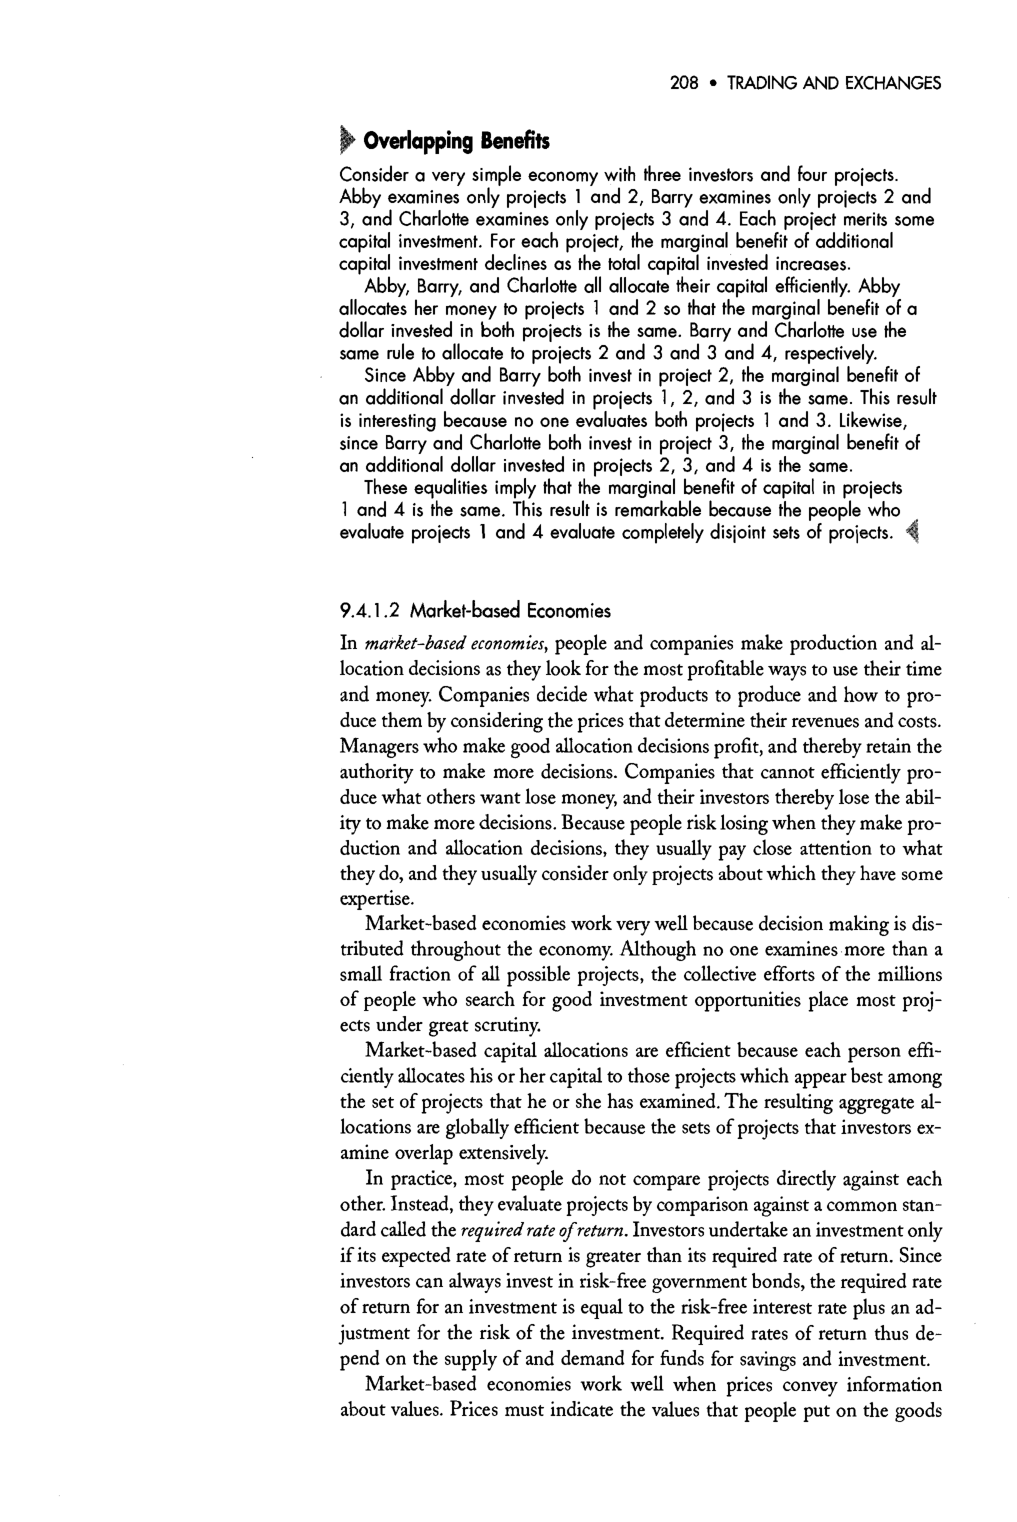 208 • TRADING AND EXCHANGES
Overlapping Benefits
Consider a very simple economy with three investors and four projects.
Abby examines only projects 1 and 2, Barry examines only projects 2 and
3, and Charlotte examines only projects 3 and 4. Each project merits some
capital investment. For each project, the marginal benefit of additional
capital investment declines as the total capital invested increases.
Abby, Barry, and Charlotte all allocate their capital efficiently. Abby
allocates her money to projects 1 and 2 so that the marginal benefit of a
dollar invested in both projects is the same. Barry and Charlotte use the
same rule to allocate to projects 2 and 3 and 3 and 4, respectively.
Since Abby and Barry both invest in project 2, the marginal benefit of
an additional dollar invested in projects 1, 2, and 3 is the same. This result
is interesting because no one evaluates both projects 1 and 3. Likewise,
since Barry and Charlotte both invest in project 3, the marginal benefit of
an additional dollar invested in projects 2, 3, and 4 is the same.
These equalities imply that the marginal benefit of capital in projects
1 and 4 is the same. This result is remarkable because the people who
evaluate projects 1 and 4 evaluate completely disjoint sets of projects.
9.4.1.2 Market-based Economies
In market-based economies, people and companies make production and al-
location decisions as they look for the most profitable ways to use their time
and money. Companies decide what products to produce and how to pro-
duce them by considering the prices that determine their revenues and costs.
Managers who make good allocation decisions profit, and thereby retain the
authority to make more decisions. Companies that cannot efficiently pro-
duce what others want lose money, and their investors thereby lose the abil-
ity to make more decisions. Because people risk losing when they make pro-
duction and allocation decisions, they usually pay close attention to what
they do, and they usually consider only projects about which they have some
expertise.
Market-based economies work very well because decision making is dis-
tributed throughout the economy. Although no one examines more than a
small fraction of all possible projects, the collective efforts of the millions
of people who search for good investment opportunities place most proj-
ects under great scrutiny.
Market-based capital allocations are efficient because each person effi-
ciently allocates his or her capital to those projects which appear best among
the set of projects that he or she has examined. The resulting aggregate al-
locations are globally efficient because the sets of projects that investors ex-
amine overlap extensively.
In practice, most people do not compare projects directly against each
other. Instead, they evaluate projects by comparison against a common stan-
dard called the required rate of return. Investors undertake an investment only
if its expected rate of return is greater than its required rate of return. Since
investors can always invest in risk-free government bonds, the required rate
of return for an investment is equal to the risk-free interest rate plus an ad-
justment for the risk of the investment. Required rates of return thus de-
pend on the supply of and demand for funds for savings and investment.
Market-based economies work well when prices convey information
about values. Prices must indicate the values that people put on the goods